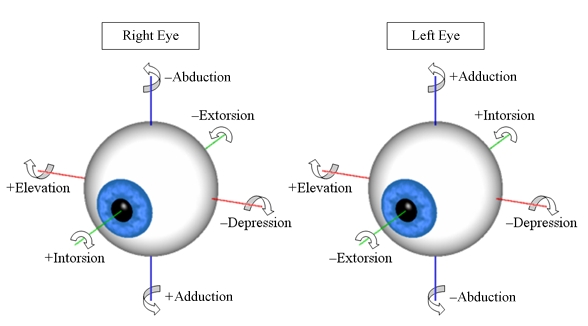 Right Eye
Left Eye
–Abduction
+Adduction
–Extorsion
+Intorsion
+Elevation
–Depression
+Elevation
–Depression
+Intorsion
–Extorsion
+Adduction
–Abduction